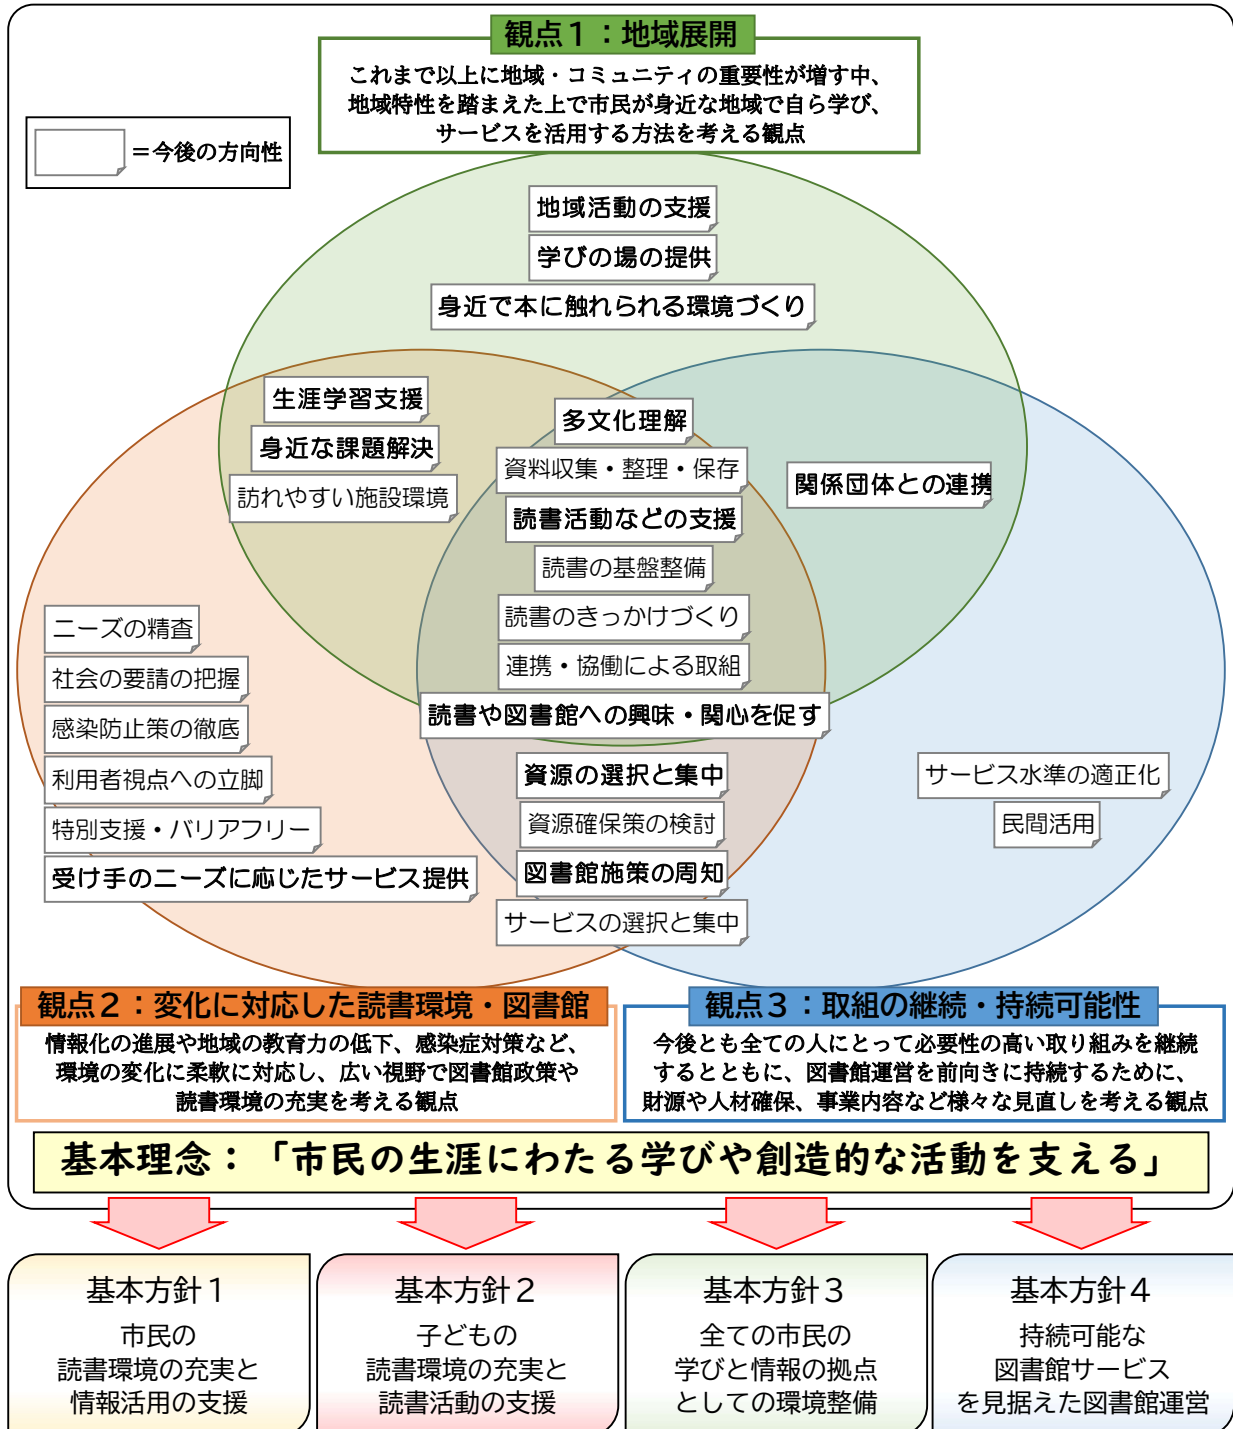 観点１：地域展開
これまで以上に地域・コミュニティの重要性が増す中、
地域特性を踏まえた上で市民が身近な地域で自ら学び、
サービスを活用する方法を考える観点
＝今後の方向性
地域活動の支援
学びの場の提供
身近で本に触れられる環境づくり
生涯学習支援
身近な課題解決
訪れやすい施設環境
多文化理解
資料収集・整理・保存
読書活動などの支援
読書の基盤整備
読書のきっかけづくり
連携・協働による取組
読書や図書館への興味・関心を促す
関係団体との連携
ニーズの精査
社会の要請の把握
感染防止策の徹底
利用者視点への立脚
特別支援・バリアフリー
受け手のニーズに応じたサービス提供
資源の選択と集中
資源確保策の検討
図書館施策の周知
サービスの選択と集中
サービス水準の適正化
民間活用
観点２：変化に対応した読書環境・図書館
情報化の進展や地域の教育力の低下、感染症対策など、
環境の変化に柔軟に対応し、広い視野で図書館政策や
読書環境の充実を考える観点
観点３：取組の継続・持続可能性
今後とも全ての人にとって必要性の高い取り組みを継続
するとともに、図書館運営を前向きに持続するために、
財源や人材確保、事業内容など様々な見直しを考える観点
基本理念：「市民の生涯にわたる学びや創造的な活動を支える」
基本方針１
市民の
読書環境の充実と
情報活用の支援
基本方針２
子どもの
読書環境の充実と
読書活動の支援
基本方針３
全ての市民の
学びと情報の拠点
としての環境整備
基本方針４
持続可能な
図書館サービス
を見据えた図書館運営